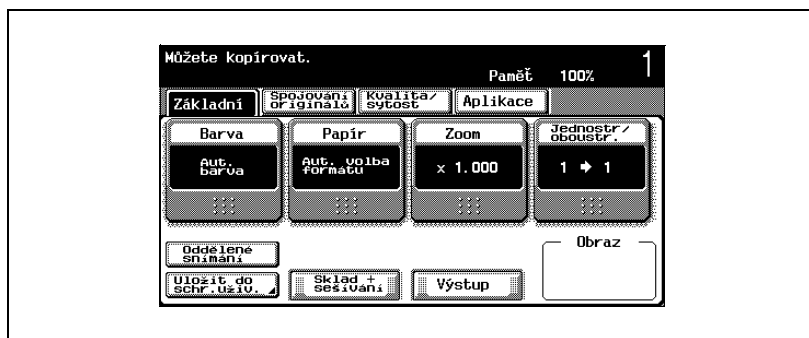 Můžete kopírovat.
Paměť 100% 1
Základní
Spojování
originálů
Kvalita/
sytost
Aplikace
Barva
Aut.
barva
Papír
Aut. volba
formátu
Zoom
x 1.000
Jednostr/
oboustr.
1 ➜ 1
Oddělené
snímání
Obraz
Uložit do
schr.uživ.
Sklad +
sešívání
Výstup